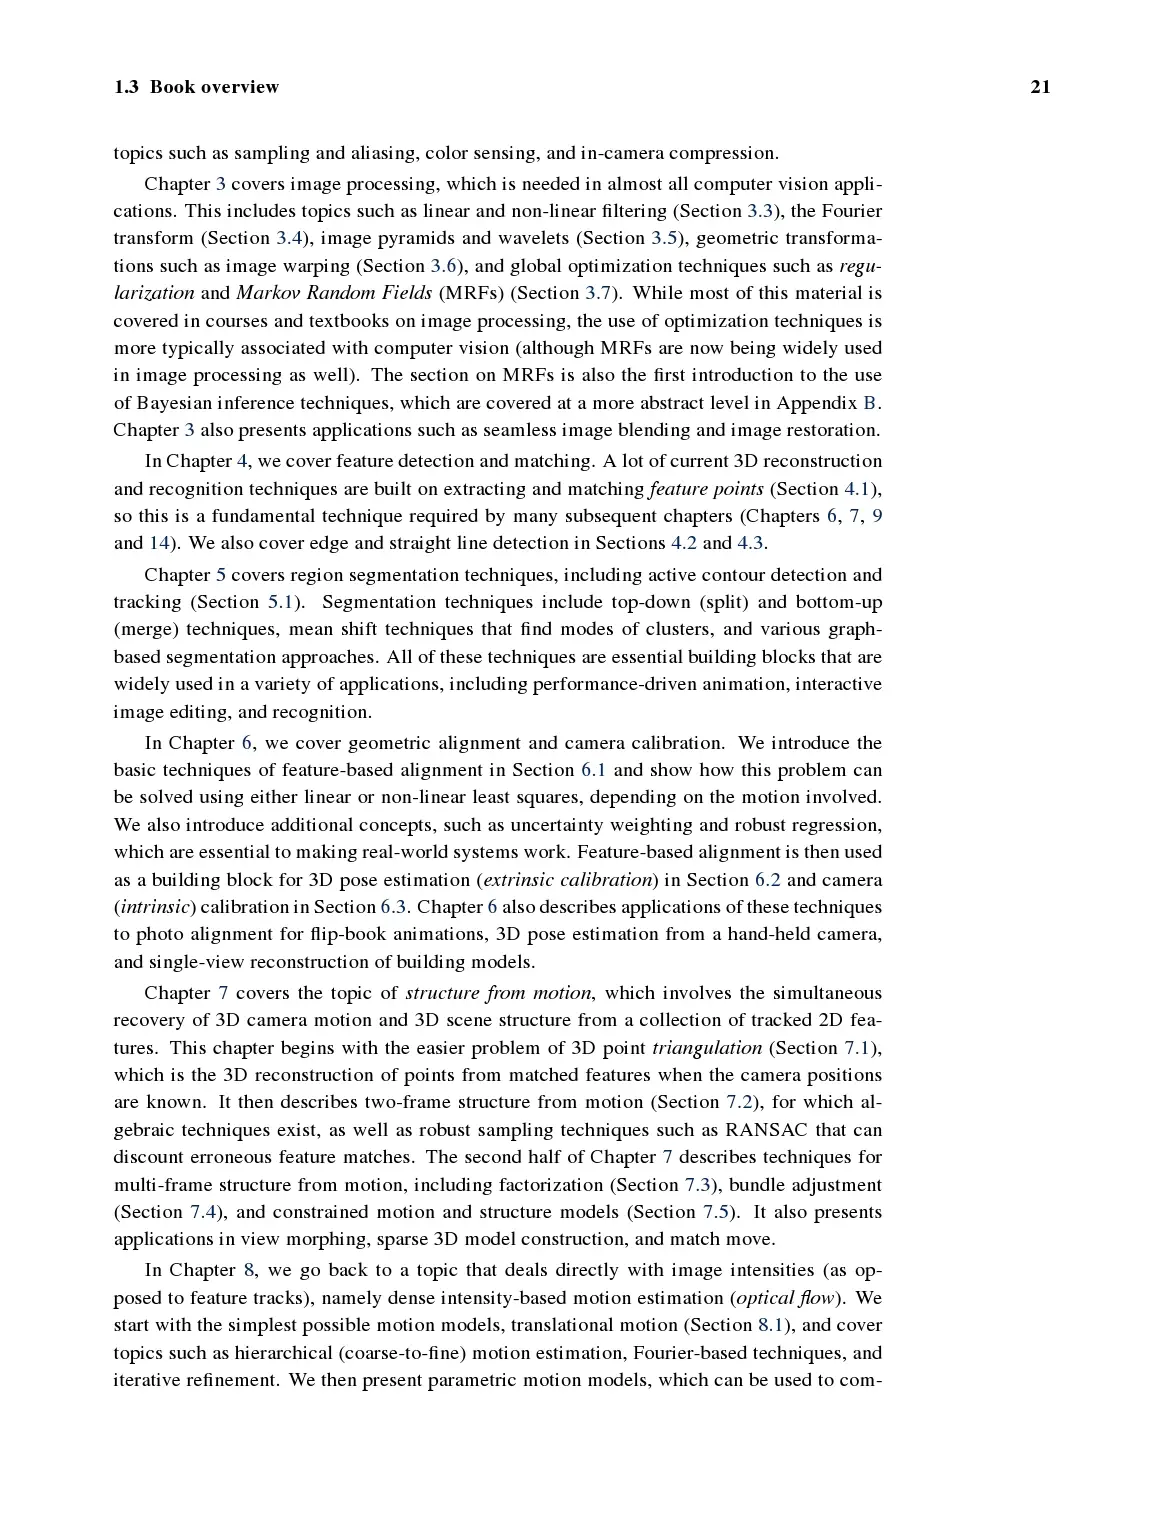 1.3 Book overview 21
topics such as sampling and aliasing, color sensing, and in-camera compression.
Chapter 3 covers image processing, which is needed in almost all computer vision appli-
cations. This includes topics such as linear and non-linear filtering (Section 3.3), the Fourier
transform (Section 3.4), image pyramids and wavelets (Section 3.5), geometric transforma-
tions such as image warping (Section 3.6), and global optimization techniques such as regu-
larization and Markov Random Fields (MRFs) (Section 3.7). While most of this material is
covered in courses and textbooks on image processing, the use of optimization techniques is
more typically associated with computer vision (although MRFs are now being widely used
in image processing as well). The section on MRFs is also the first introduction to the use
of Bayesian inference techniques, which are covered at a more abstract level in Appendix B.
Chapter 3 also presents applications such as seamless image blending and image restoration.
In Chapter 4, we cover feature detection and matching. A lot of current 3D reconstruction
and recognition techniques are built on extracting and matching feature points (Section 4.1),
so this is a fundamental technique required by many subsequent chapters (Chapters 6, 7, 9
and 14). We also cover edge and straight line detection in Sections 4.2 and 4.3.
Chapter 5 covers region segmentation techniques, including active contour detection and
tracking (Section 5.1). Segmentation techniques include top-down (split) and bottom-up
(merge) techniques, mean shift techniques that find modes of clusters, and various graph-
based segmentation approaches. All of these techniques are essential building blocks that are
widely used in a variety of applications, including performance-driven animation, interactive
image editing, and recognition.
In Chapter 6, we cover geometric alignment and camera calibration. We introduce the
basic techniques of feature-based alignment in Section 6.1 and show how this problem can
be solved using either linear or non-linear least squares, depending on the motion involved.
We also introduce additional concepts, such as uncertainty weighting and robust regression,
which are essential to making real-world systems work. Feature-based alignment is then used
as a building block for 3D pose estimation (extrinsic calibration) in Section 6.2 and camera
(intrinsic) calibration in Section 6.3. Chapter 6 also describes applications of these techniques
to photo alignment for flip-book animations, 3D pose estimation from a hand-held camera,
and single-view reconstruction of building models.
Chapter 7 covers the topic of structure from motion, which involves the simultaneous
recovery of 3D camera motion and 3D scene structure from a collection of tracked 2D fea-
tures. This chapter begins with the easier problem of 3D point triangulation (Section 7.1),
which is the 3D reconstruction of points from matched features when the camera positions
are known. It then describes two-frame structure from motion (Section 7.2), for which al-
gebraic techniques exist, as well as robust sampling techniques such as RANSAC that can
discount erroneous feature matches. The second half of Chapter 7 describes techniques for
multi-frame structure from motion, including factorization (Section 7.3), bundle adjustment
(Section 7.4), and constrained motion and structure models (Section 7.5). It also presents
applications in view morphing, sparse 3D model construction, and match move.
In Chapter 8, we go back to a topic that deals directly with image intensities (as op-
posed to feature tracks), namely dense intensity-based motion estimation (optical flow). We
start with the simplest possible motion models, translational motion (Section 8.1), and cover
topics such as hierarchical (coarse-to-fine) motion estimation, Fourier-based techniques, and
iterative refinement. We then present parametric motion models, which can be used to com-